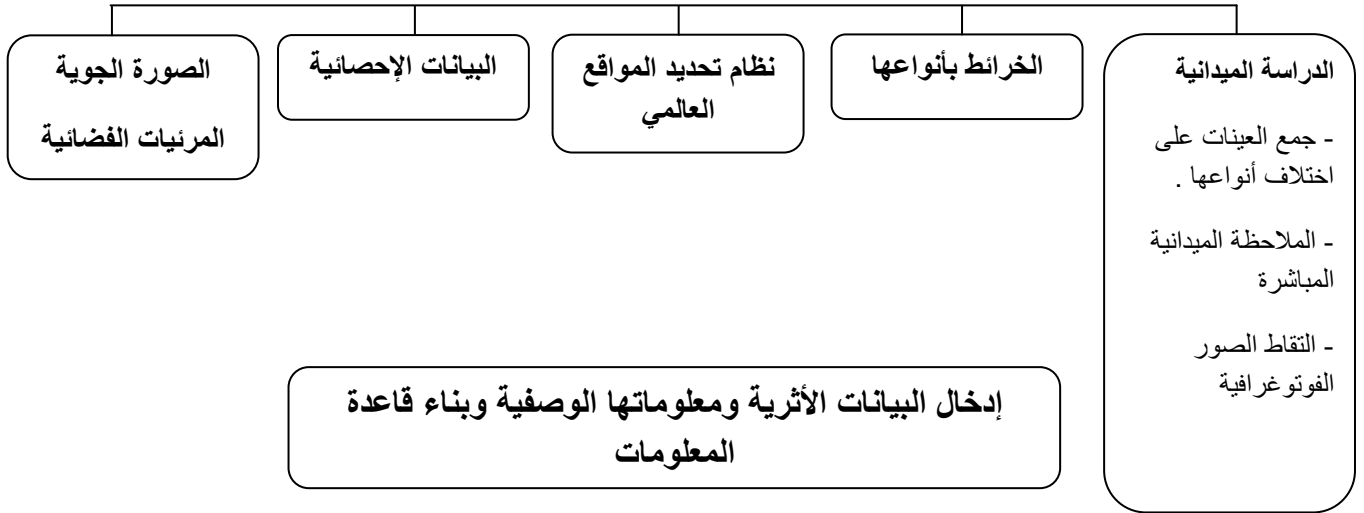 الدراسة الميدانية
- جمع العينات على
اختلاف أنواعها .
- الملاحظة الميدانية
المباشرة
- التقاط الصور
الفوتوغرافية
الخرائط بأنواعها
نظام تحديد المواقع
العالمي
البيانات الإحصائية
الصورة الجوية
المرئيات الفضائية
إدخال البيانات الأثرية ومعلوماتها الوصفية وبناء قاعدة
المعلومات